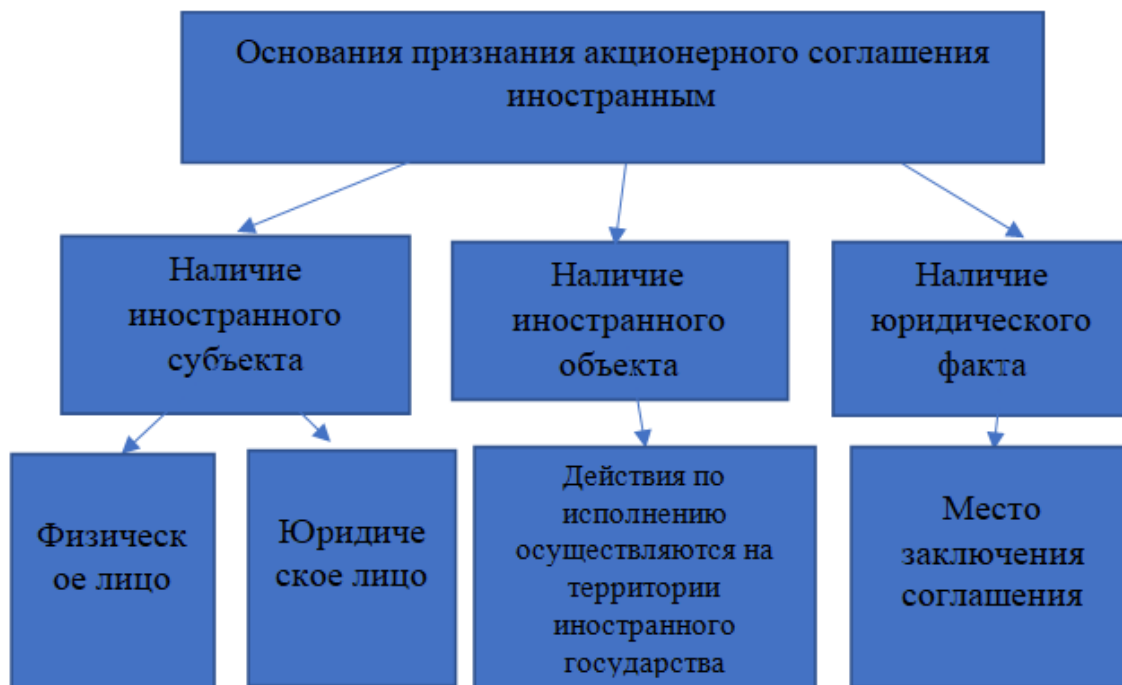 Основания признания акционерного соглашения
иностранным
Наличие
иностранного
субъекта
Наличие
иностранного
объекта
Наличие
юридического
факта
Физическ
ое лицо
Юридиче
ское лицо
Действия по
исполнению
осуществляются на
территории
иностранного
государства
Место
заключения
соглашения